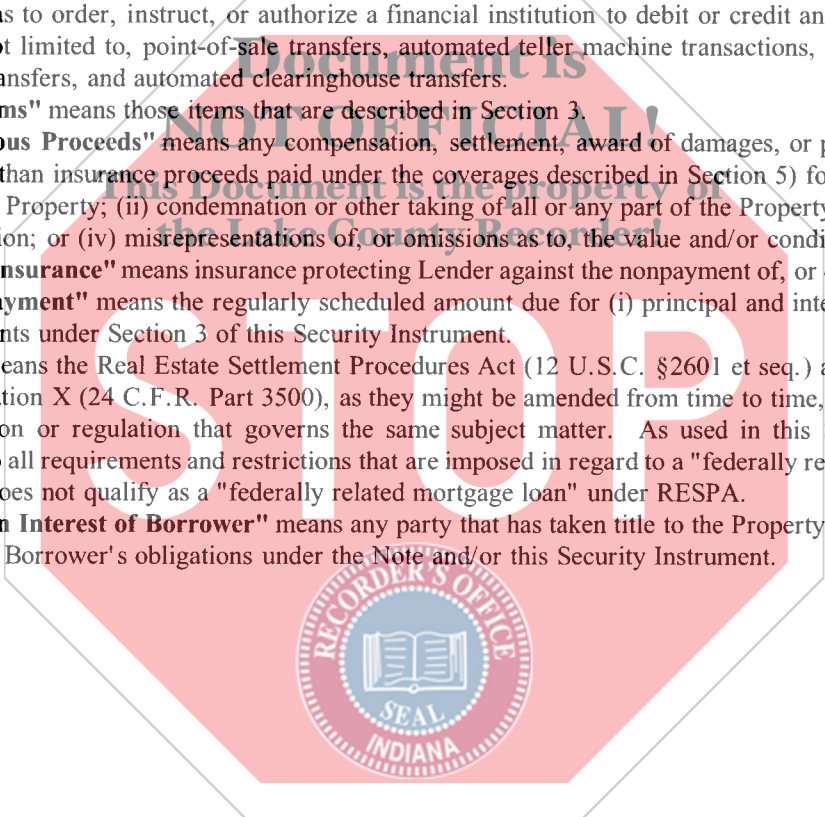 s to order, instruct, or authorize a financial institution to debit or credit an
t limited to, point-of-sale transfers, automated teller machine transactions,
ansfers, and automated clearinghouse transfers.
ms" means those items that are described in Section 3.
us Proceeds" means any compensation, settlement, award of damages, or p
than insurance proceeds paid under the coverages described in Section 5) fo
Property; (ii) condemnation or other taking of all or any part of the Property
ion; or (iv) misrepresentations of, or omissions as to, the value and/or condi
nsurance" means insurance protecting Lender against the nonpayment of, or
ayment" means the regularly scheduled amount due for (i) principal and inte
nts under Section 3 of this Security Instrument.
eans the Real Estate Settlement Procedures Act (12 U.S.C. §2601 et seq.) a
tion X (24 C.F.R. Part 3500), as they might be amended from time to time,
on or regulation that governs the same subject matter. As used in this
all requirements and restrictions that are imposed in regard to a "federally re
oes not qualify as a "federally related mortgage loan" under RESPA.
n Interest of Borrower" means any party that has taken title to the Property
Borrower's obligations under the Note and/or this Security Instrument.
Document is
NOT OFFICIAL!
This Document is the property of
the Lake County Recorder!
STOP
RECORDER'S OFFICE
SEAL
INDIANA